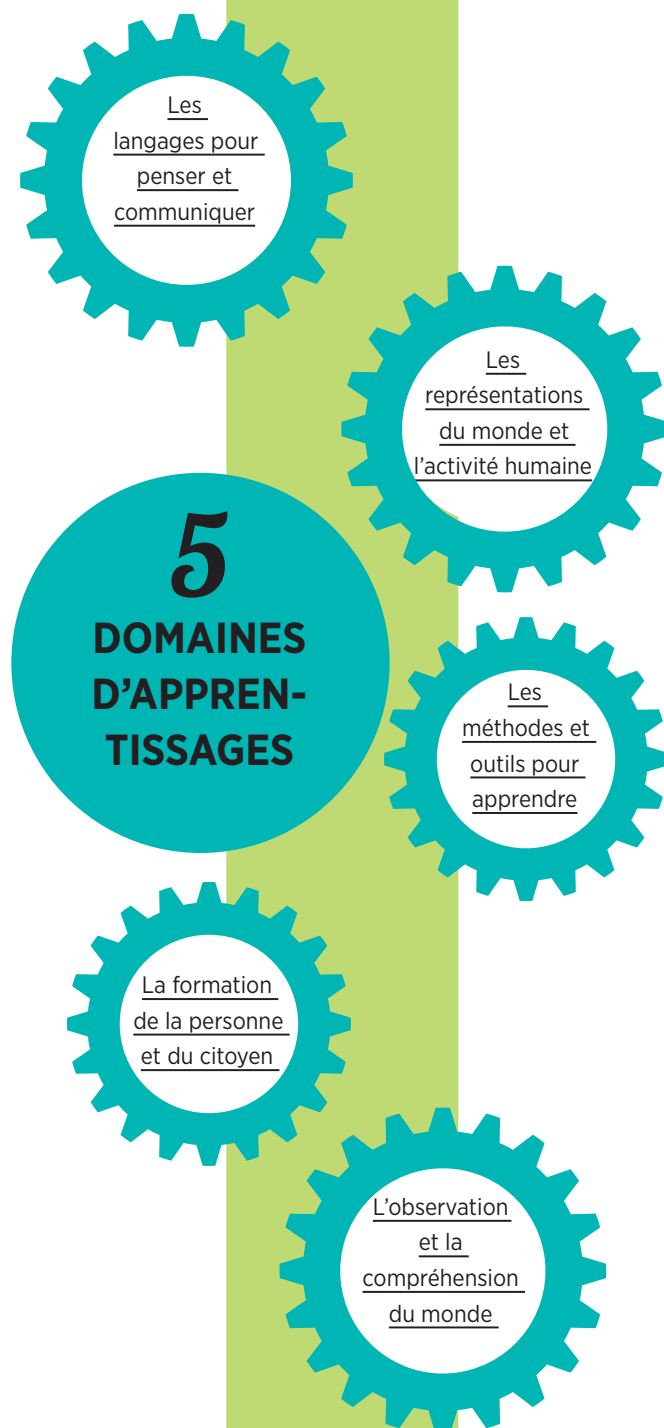 Les
langages pour
penser et
communiquer
Les
représentations
du monde et
l’activité humaine
5
DOMAINES
D’APPREN-
TISSAGES
Les
méthodes et
outils pour
apprendre
La formation
de la personne
et du citoyen
L’observation
et la
compréhension
du monde